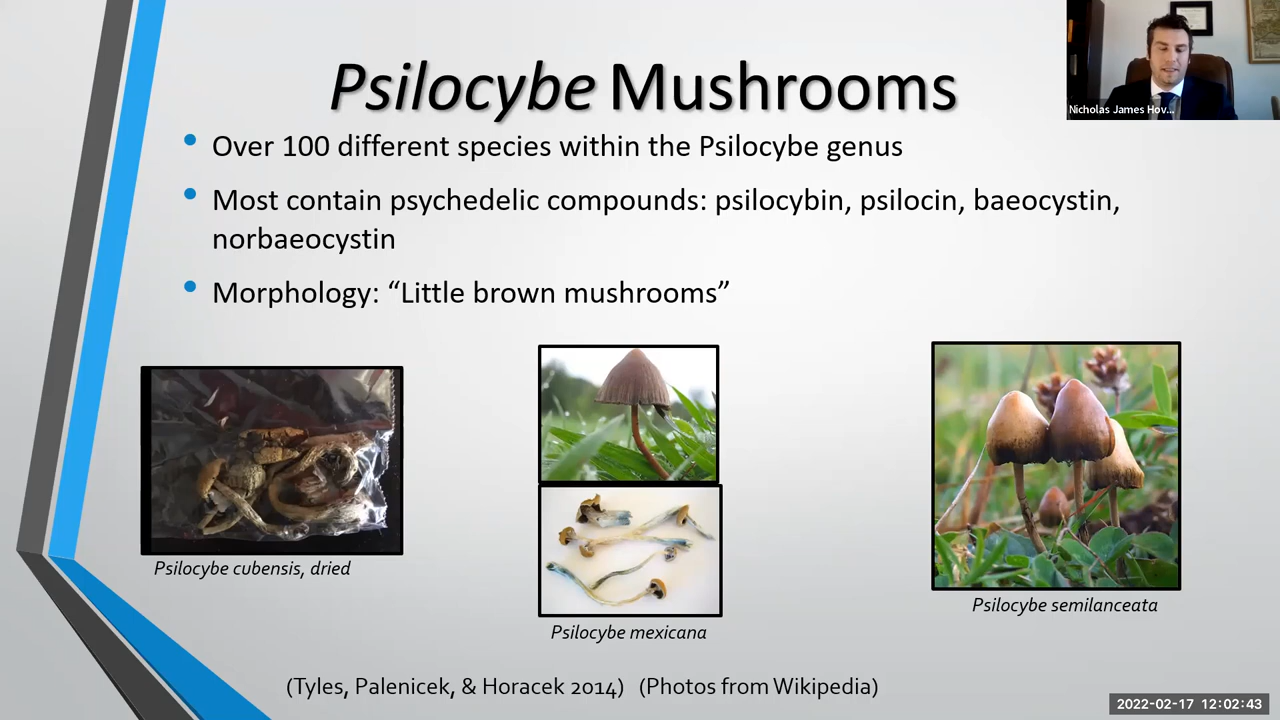 Psilocybe Mushrooms
Nicholas James Hov...
• Over 100 different species within the Psilocybe genus
• Most contain psychedelic compounds: psilocybin, psilocin, baeocystin,
norbaeocystin
• Morphology: “Little brown mushrooms”
Psilocybe cubensis, dried
Psilocybe mexicana
Psilocybe semilanceata
(Tyles, Palenicek, & Horacek 2014) (Photos from Wikipedia)
2022-02-17 12:02:43